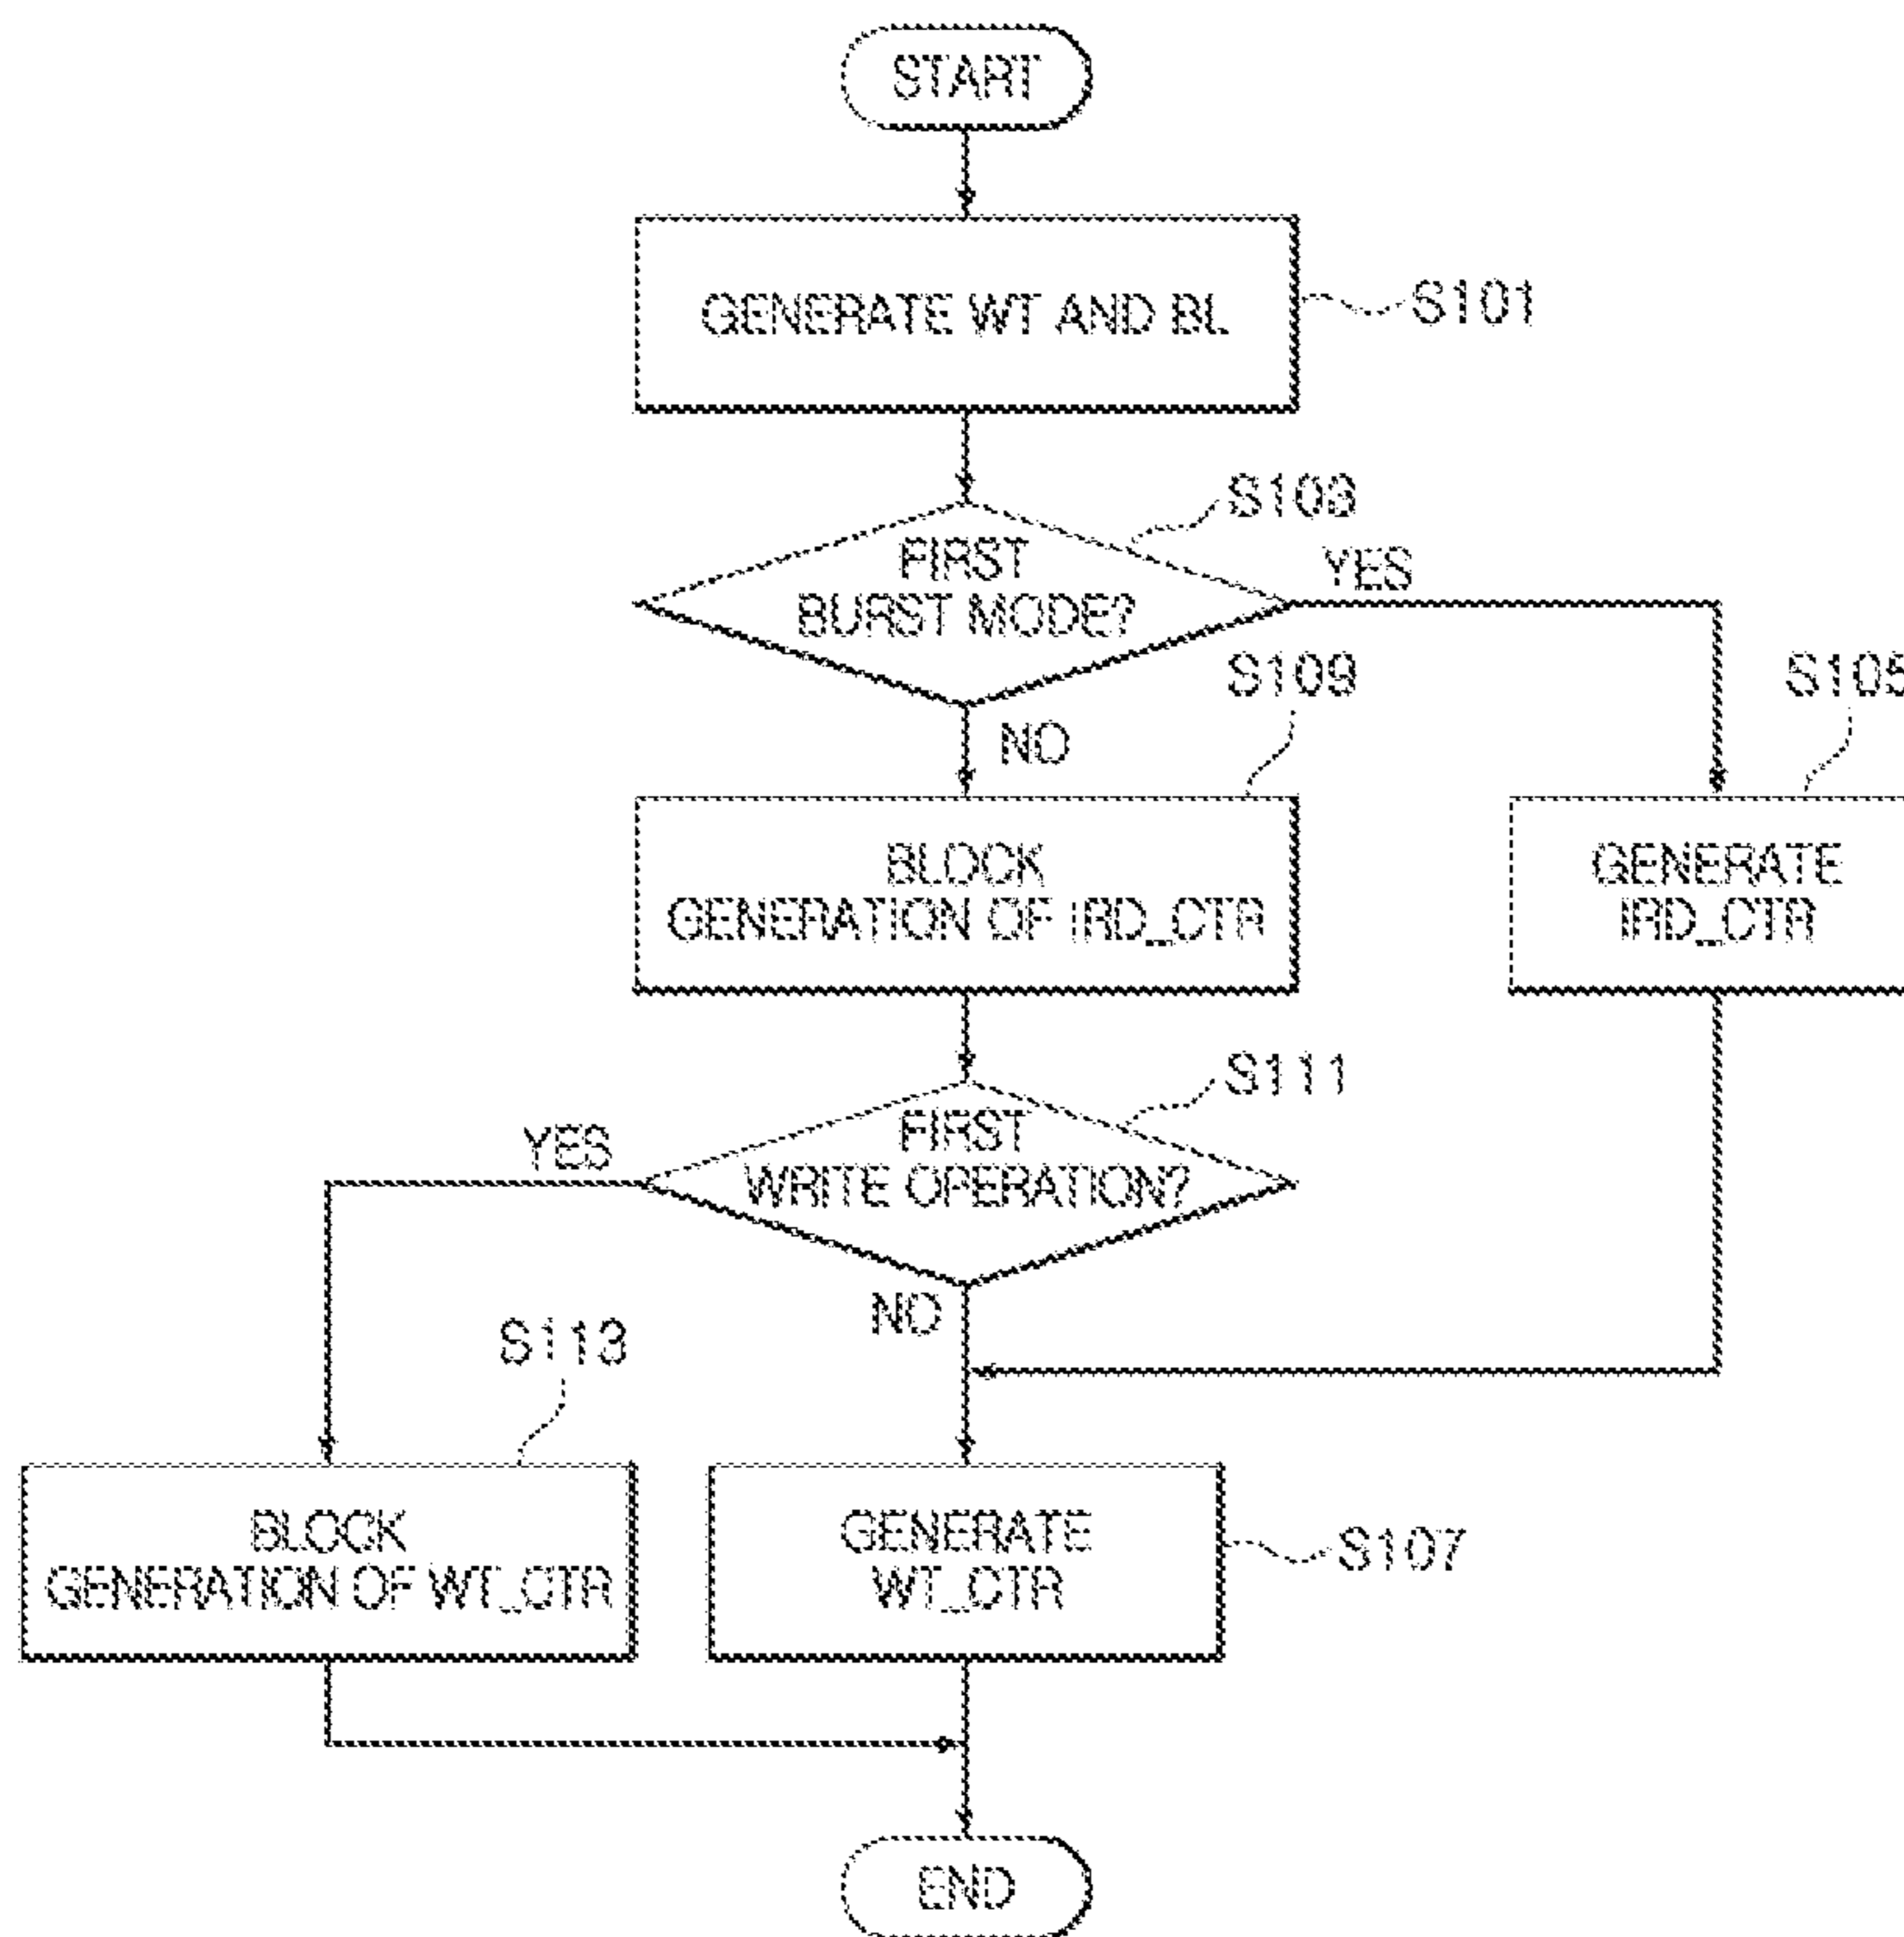 START
GENERATE WT AND BL
S101
S103
FIRST
BURST MODE?
YES
S109
S105
NO
BLOCK
GENERATION OF IRD_CTR
GENERATE
IRD_CTR
S111
FIRST
WRITE OPERATION?
YES
NO
S113
BLOCK
GENERATION OF WT_CTR
GENERATE
WT_CTR
S107
END